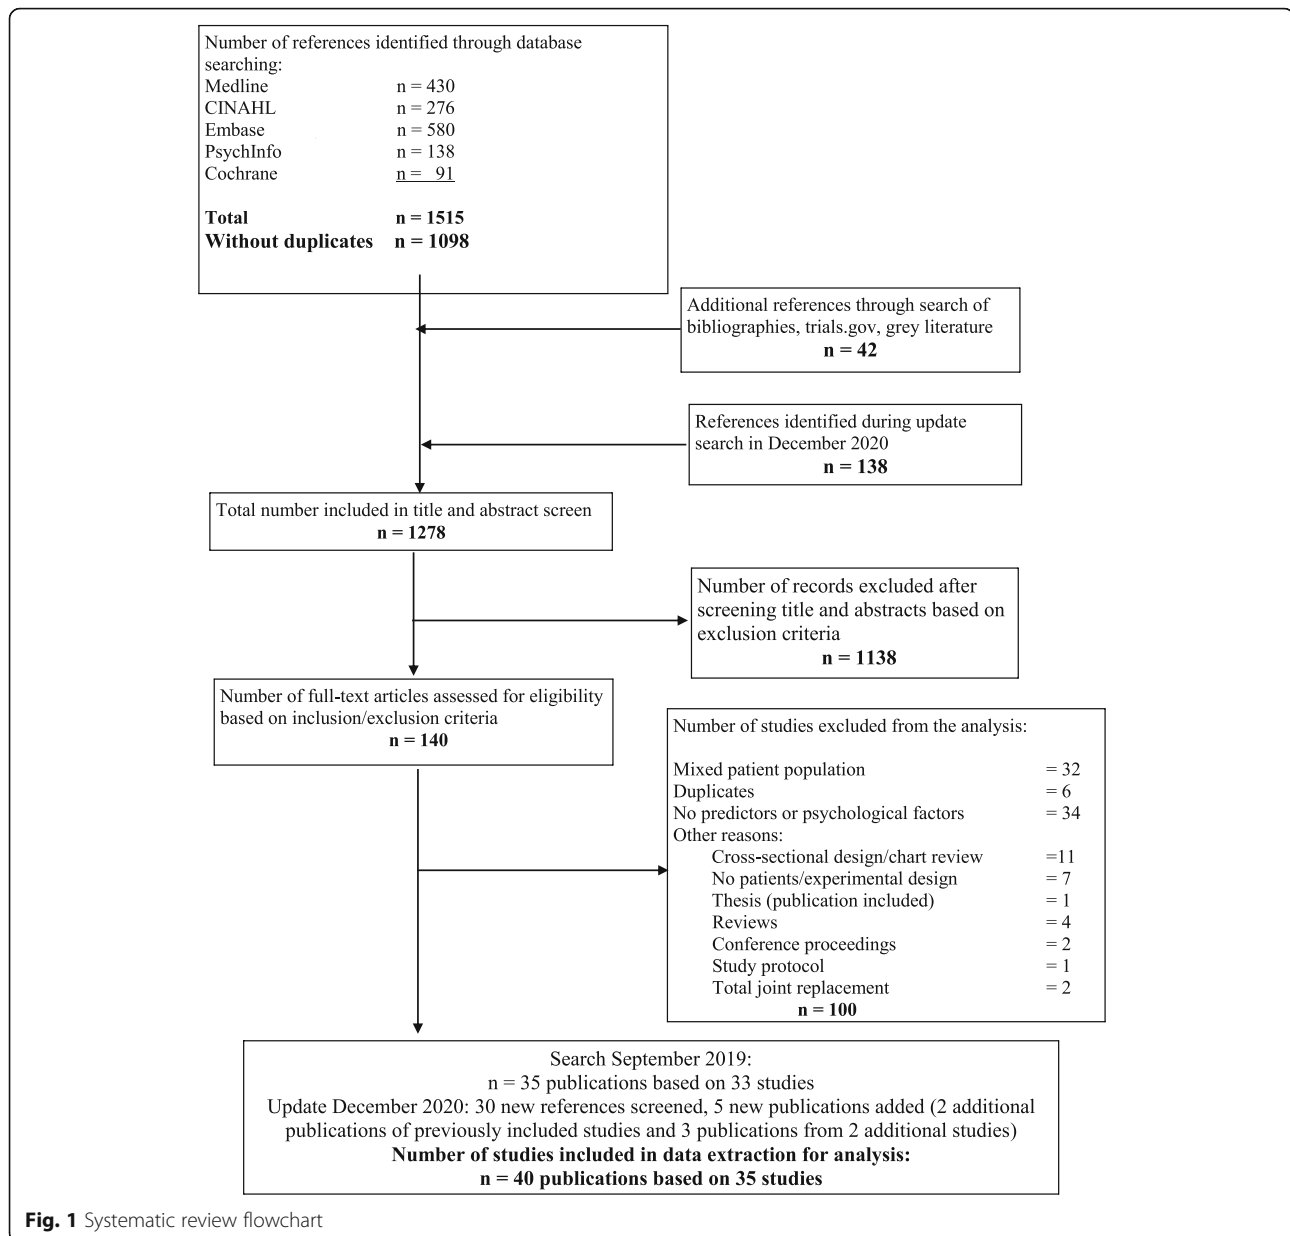 Number of references identified through database
searching:
Medline n = 430
CINAHL n = 276
Embase n = 580
PsychInfo n = 138
Cochrane n = 91
Total n = 1515
Without duplicates n = 1098
Additional references through search of
bibliographies, trials.gov, grey literature
n = 42
References identified during update
search in December 2020
n = 138
Total number included in title and abstract screen
n = 1278
Number of records excluded after
screening title and abstracts based on
exclusion criteria
n = 1138
Number of full-text articles assessed for eligibility
based on inclusion/exclusion criteria
n = 140
Number of studies excluded from the analysis:
Mixed patient population = 32
Duplicates = 6
No predictors or psychological factors = 34
Other reasons:
Cross-sectional design/chart review =11
No patients/experimental design = 7
Thesis (publication included) = 1
Reviews = 4
Conference proceedings = 2
Study protocol = 1
Total joint replacement = 2
n = 100
Search September 2019:
n = 35 publications based on 33 studies
Update December 2020: 30 new references screened, 5 new publications added (2 additional
publications of previously included studies and 3 publications from 2 additional studies)
Number of studies included in data extraction for analysis:
n = 40 publications based on 35 studies
Fig. 1 Systematic review flowchart